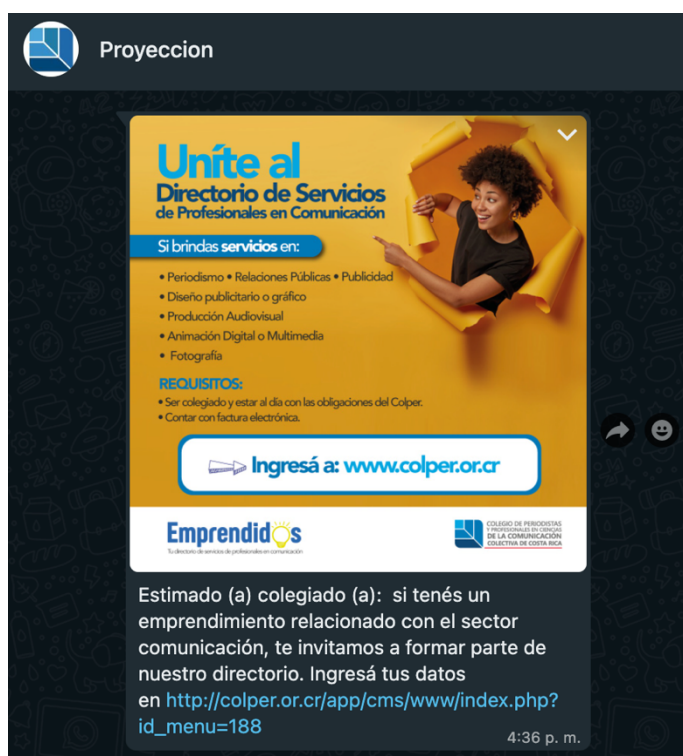 Proyeccion
Uníte al
Directorio de Servicios
de Profesionales en Comunicación
Si brindas servicios en:
• Periodismo • Relaciones Públicas • Publicidad
• Diseño publicitario o gráfico
• Producción Audiovisual
• Animación Digital o Multimedia
• Fotografía
REQUISITOS:
• Ser colegiado y estar al día con las obligaciones del Colper.
• Contar con factura electrónica.
Ingresá a: www.colper.or.cr
Emprendidos
Tu directorio de servicios de profesionales en comunicación
COLEGIO DE PERIODISTAS
Y PROFESIONALES EN CIENCIAS
DE LA COMUNICACIÓN
COLECTIVA DE COSTA RICA
Estimado (a) colegiado (a):  si tenés un
emprendimiento relacionado con el sector
comunicación, te invitamos a formar parte de
nuestro directorio. Ingresá tus datos
en http://colper.or.cr/app/cms/www/index.php?
id_menu=188
4:36 p. m.